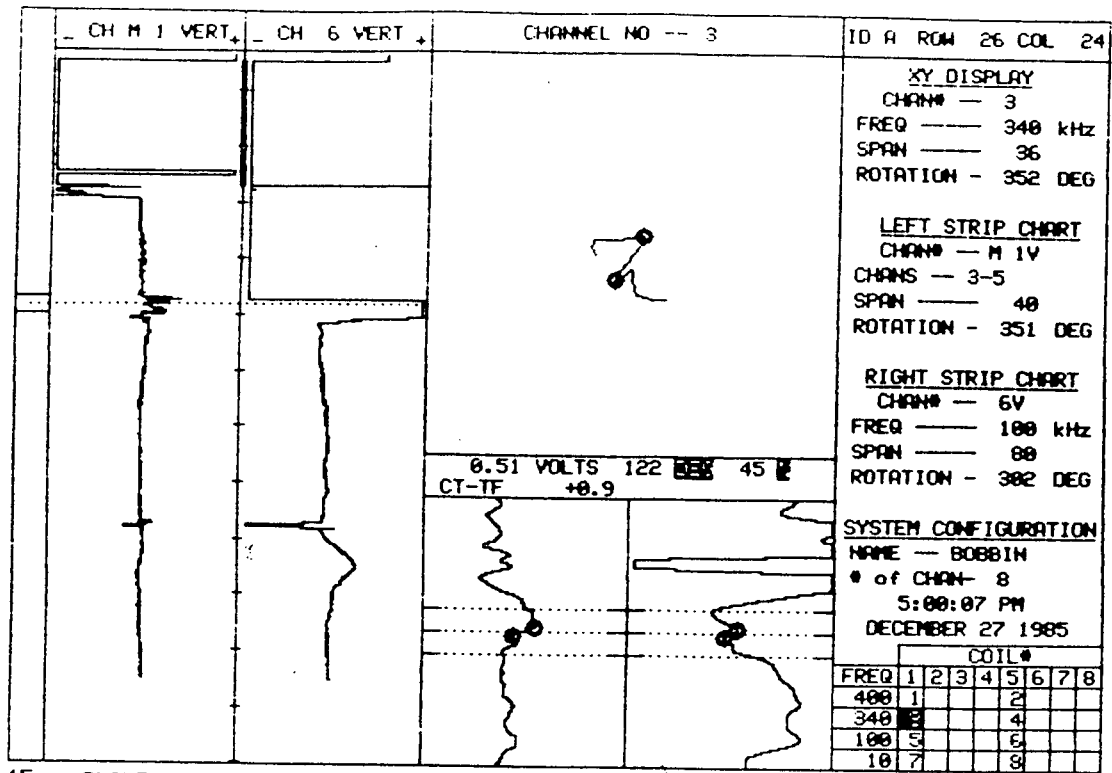 _ CH M 1 VERT +
_ CH 6 VERT +
CHANNEL NO -- 3
ID A ROW 26 COL 24
XY DISPLAY
CHAN# — 3
FREQ —— 340 kHz
SPAN —— 36
ROTATION - 352 DEG
LEFT STRIP CHART
CHAN# — M 1V
CHANS — 3-5
SPAN —— 40
ROTATION - 351 DEG
RIGHT STRIP CHART
CHAN# — 6V
FREQ —— 100 kHz
SPAN —— 80
ROTATION - 302 DEG
0.51 VOLTS 122 45
CT-TF +0.9
SYSTEM CONFIGURATION
NAME — BOBBIN
# of CHAN- 8
5:00:07 PM
DECEMBER 27 1985
COIL#
FREQ 1 2 3 4 5 6 7 8
400 1 2
340 3 4
100 5 6
10 7 8